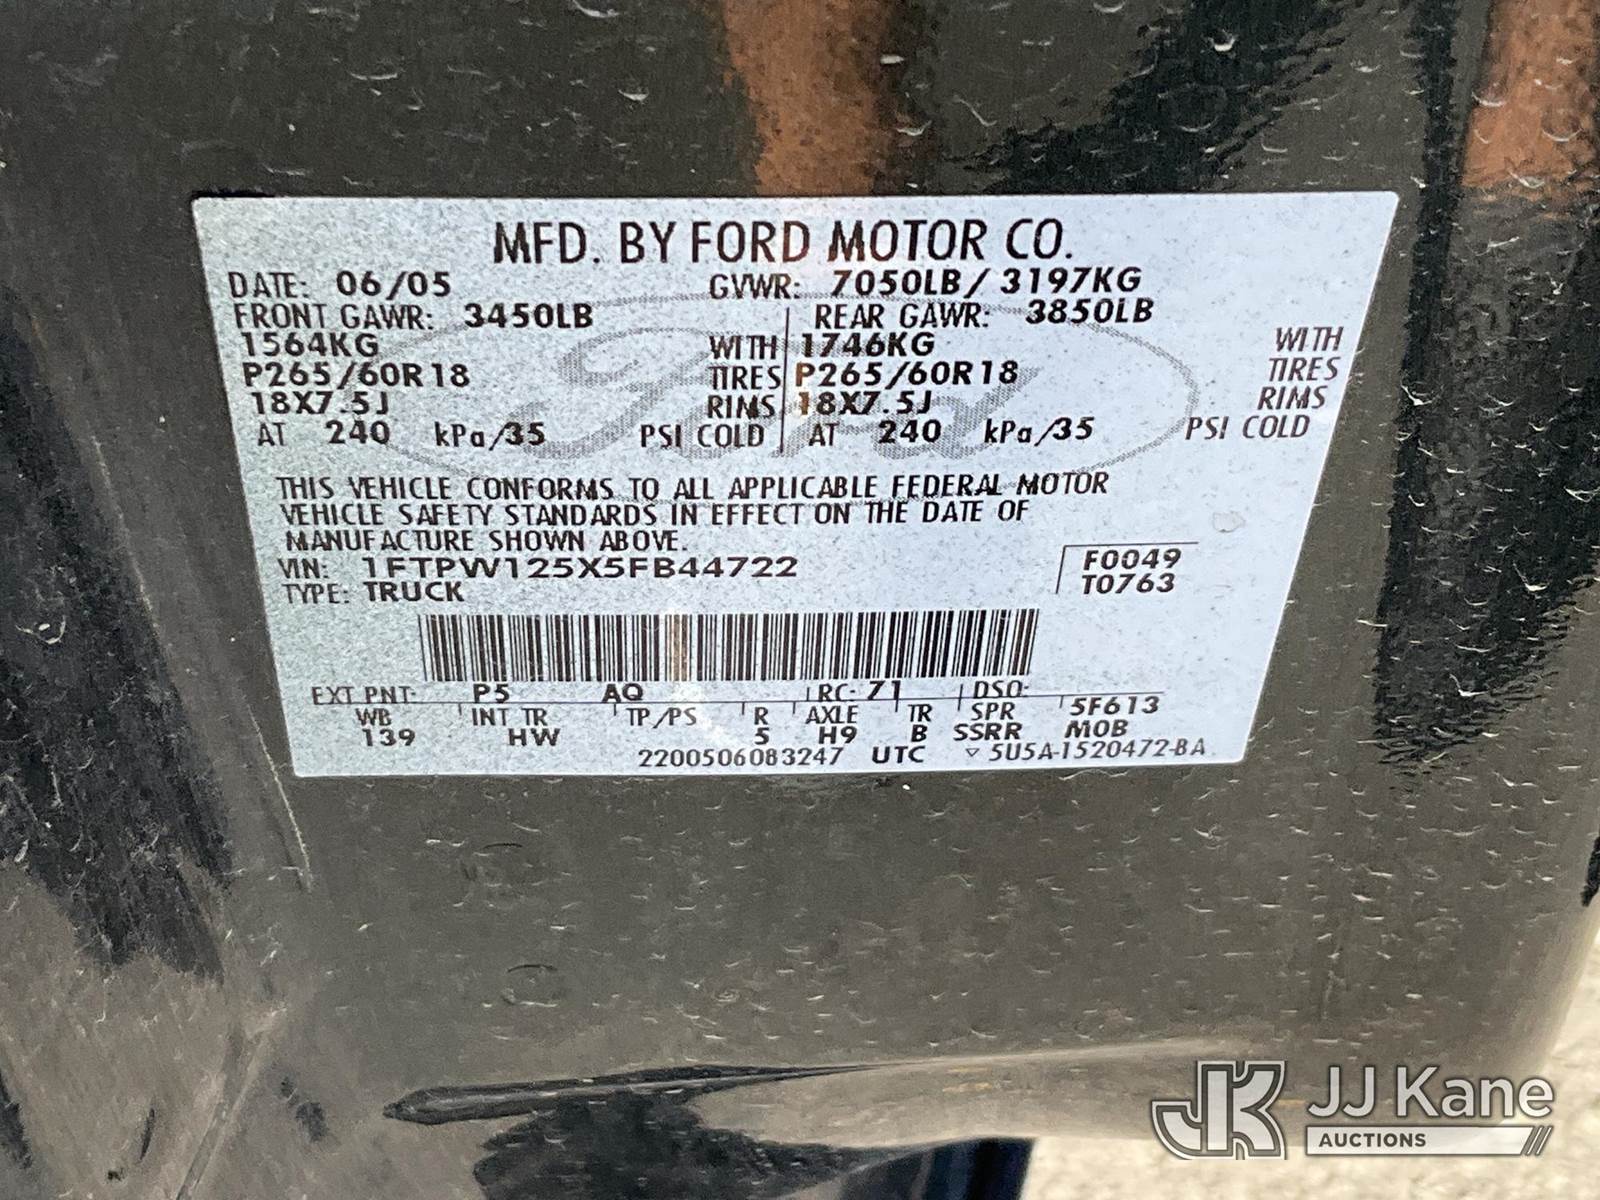 MFD. BY FORD MOTOR CO.
DATE: 06/05 GVWR: 7050LB/ 3197KG
FRONT GAWR: 3450LB REAR GAWR: 3850LB
1564KG WITH 1746KG WITH
P265/60R18 TIRES P265/60R18 TIRES
18X7.5J RIMS 18X7.5J RIMS
AT 240 kPa/35 PSI COLD AT 240 kPa/35 PSI COLD
Ford
THIS VEHICLE CONFORMS TO ALL APPLICABLE FEDERAL MOTOR
VEHICLE SAFETY STANDARDS IN EFFECT ON THE DATE OF
MANUFACTURE SHOWN ABOVE.
VIN: 1FTPW125X5FB44722 F0049
TYPE: TRUCK T0763
EXT PNT: P5 AQ RC: 71 DSO:
WB INT TR TP/PS R AXLE TR SPR 5F613
139 HW 5 H9 B SSRR MOB
2200506083247 UTC 5U5A-1520472-BA
JK JJ Kane
AUCTIONS